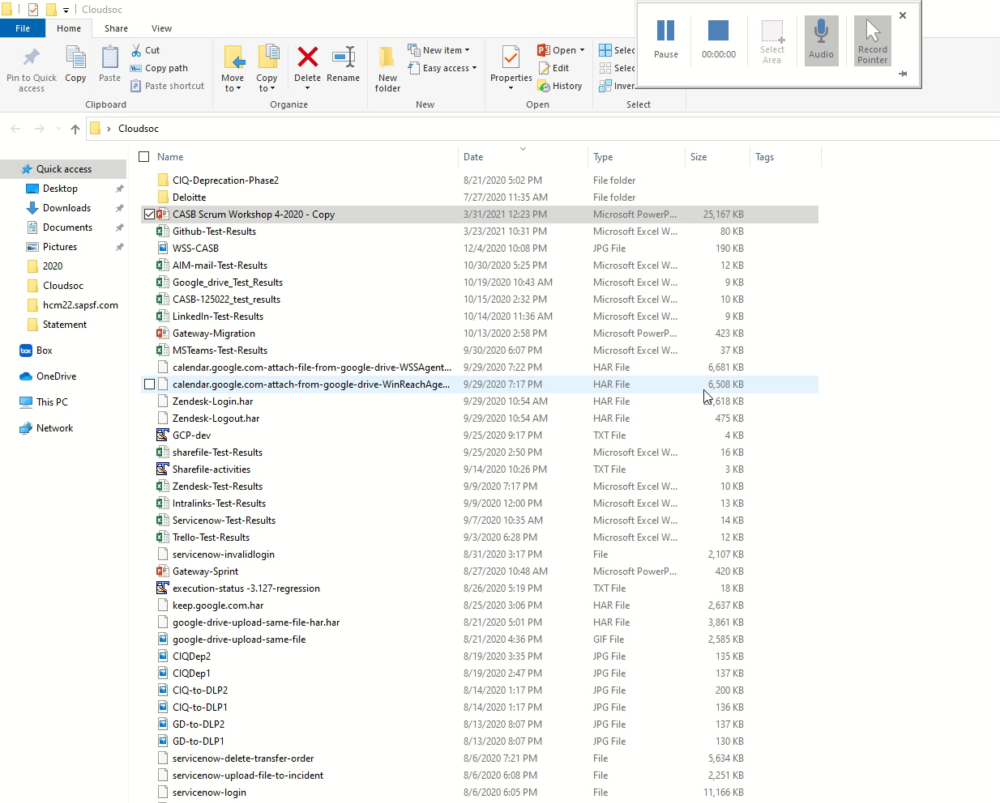 Cloudsoc
File Home Share View
Pin to Quick access
Copy
Paste
Cut
Copy path
Paste shortcut
Clipboard
Move to
Copy to
Delete
Rename
Organize
New folder
New item
Easy access
New
Properties
Open
Edit
History
Open
Select
Pause
00:00:00
Select Area
Audio
Record Pointer
Cloudsoc
Quick access
Desktop
Downloads
Documents
Pictures
2020
Cloudsoc
hcm22.sapsf.com
Statement
Box
OneDrive
This PC
Network
Name Date Type Size Tags
CIQ-Deprecation-Phase2 8/21/2020 5:02 PM File folder
Deloitte 7/27/2020 11:35 AM File folder
CASB Scrum Workshop 4-2020 - Copy 3/31/2021 12:23 PM Microsoft PowerP... 25,167 KB
Github-Test-Results 3/23/2021 10:31 PM Microsoft Excel W... 80 KB
WSS-CASB 12/4/2020 10:08 PM JPG File 190 KB
AIM-mail-Test-Results 10/30/2020 5:25 PM Microsoft Excel W... 12 KB
Google_drive_Test_Results 10/19/2020 10:43 AM Microsoft Excel W... 9 KB
CASB-125022_test_results 10/15/2020 2:32 PM Microsoft Excel W... 10 KB
LinkedIn-Test-Results 10/14/2020 11:36 AM Microsoft Excel W... 9 KB
Gateway-Migration 10/13/2020 2:58 PM Microsoft PowerP... 423 KB
MSTeams-Test-Results 9/30/2020 6:07 PM Microsoft Excel W... 37 KB
calendar.google.com-attach-file-from-google-drive-WSSAgent... 9/29/2020 7:22 PM HAR File 6,681 KB
calendar.google.com-attach-from-google-drive-WinReachAge... 9/29/2020 7:17 PM HAR File 6,508 KB
Zendesk-Login.har 9/29/2020 10:54 AM HAR File ,618 KB
Zendesk-Logout.har 9/29/2020 10:54 AM HAR File 475 KB
GCP-dev 9/25/2020 9:17 PM TXT File 4 KB
sharefile-Test-Results 9/25/2020 2:50 PM Microsoft Excel W... 16 KB
Sharefile-activities 9/14/2020 10:26 PM TXT File 3 KB
Zendesk-Test-Results 9/9/2020 7:17 PM Microsoft Excel W... 10 KB
Intralinks-Test-Results 9/9/2020 12:00 PM Microsoft Excel W... 13 KB
Servicenow-Test-Results 9/7/2020 10:35 AM Microsoft Excel W... 14 KB
Trello-Test-Results 9/3/2020 6:28 PM Microsoft Excel W... 12 KB
servicenow-invalidlogin 8/31/2020 3:17 PM File 2,107 KB
Gateway-Sprint 8/27/2020 10:48 AM Microsoft PowerP... 420 KB
execution-status -3.127-regression 8/26/2020 5:19 PM TXT File 18 KB
keep.google.com.har 8/25/2020 3:06 PM HAR File 2,637 KB
google-drive-upload-same-file-har.har 8/21/2020 5:01 PM HAR File 3,861 KB
google-drive-upload-same-file 8/21/2020 4:36 PM GIF File 2,585 KB
CIQDep2 8/19/2020 3:35 PM JPG File 135 KB
CIQDep1 8/19/2020 2:47 PM JPG File 137 KB
CIQ-to-DLP2 8/14/2020 1:17 PM JPG File 200 KB
CIQ-to-DLP1 8/14/2020 1:17 PM JPG File 136 KB
GD-to-DLP2 8/13/2020 8:07 PM JPG File 137 KB
GD-to-DLP1 8/13/2020 8:07 PM JPG File 130 KB
servicenow-delete-transfer-order 8/6/2020 7:21 PM File 5,634 KB
servicenow-upload-file-to-incident 8/6/2020 6:08 PM File 2,251 KB
servicenow-login 8/6/2020 6:05 PM File 11,166 KB